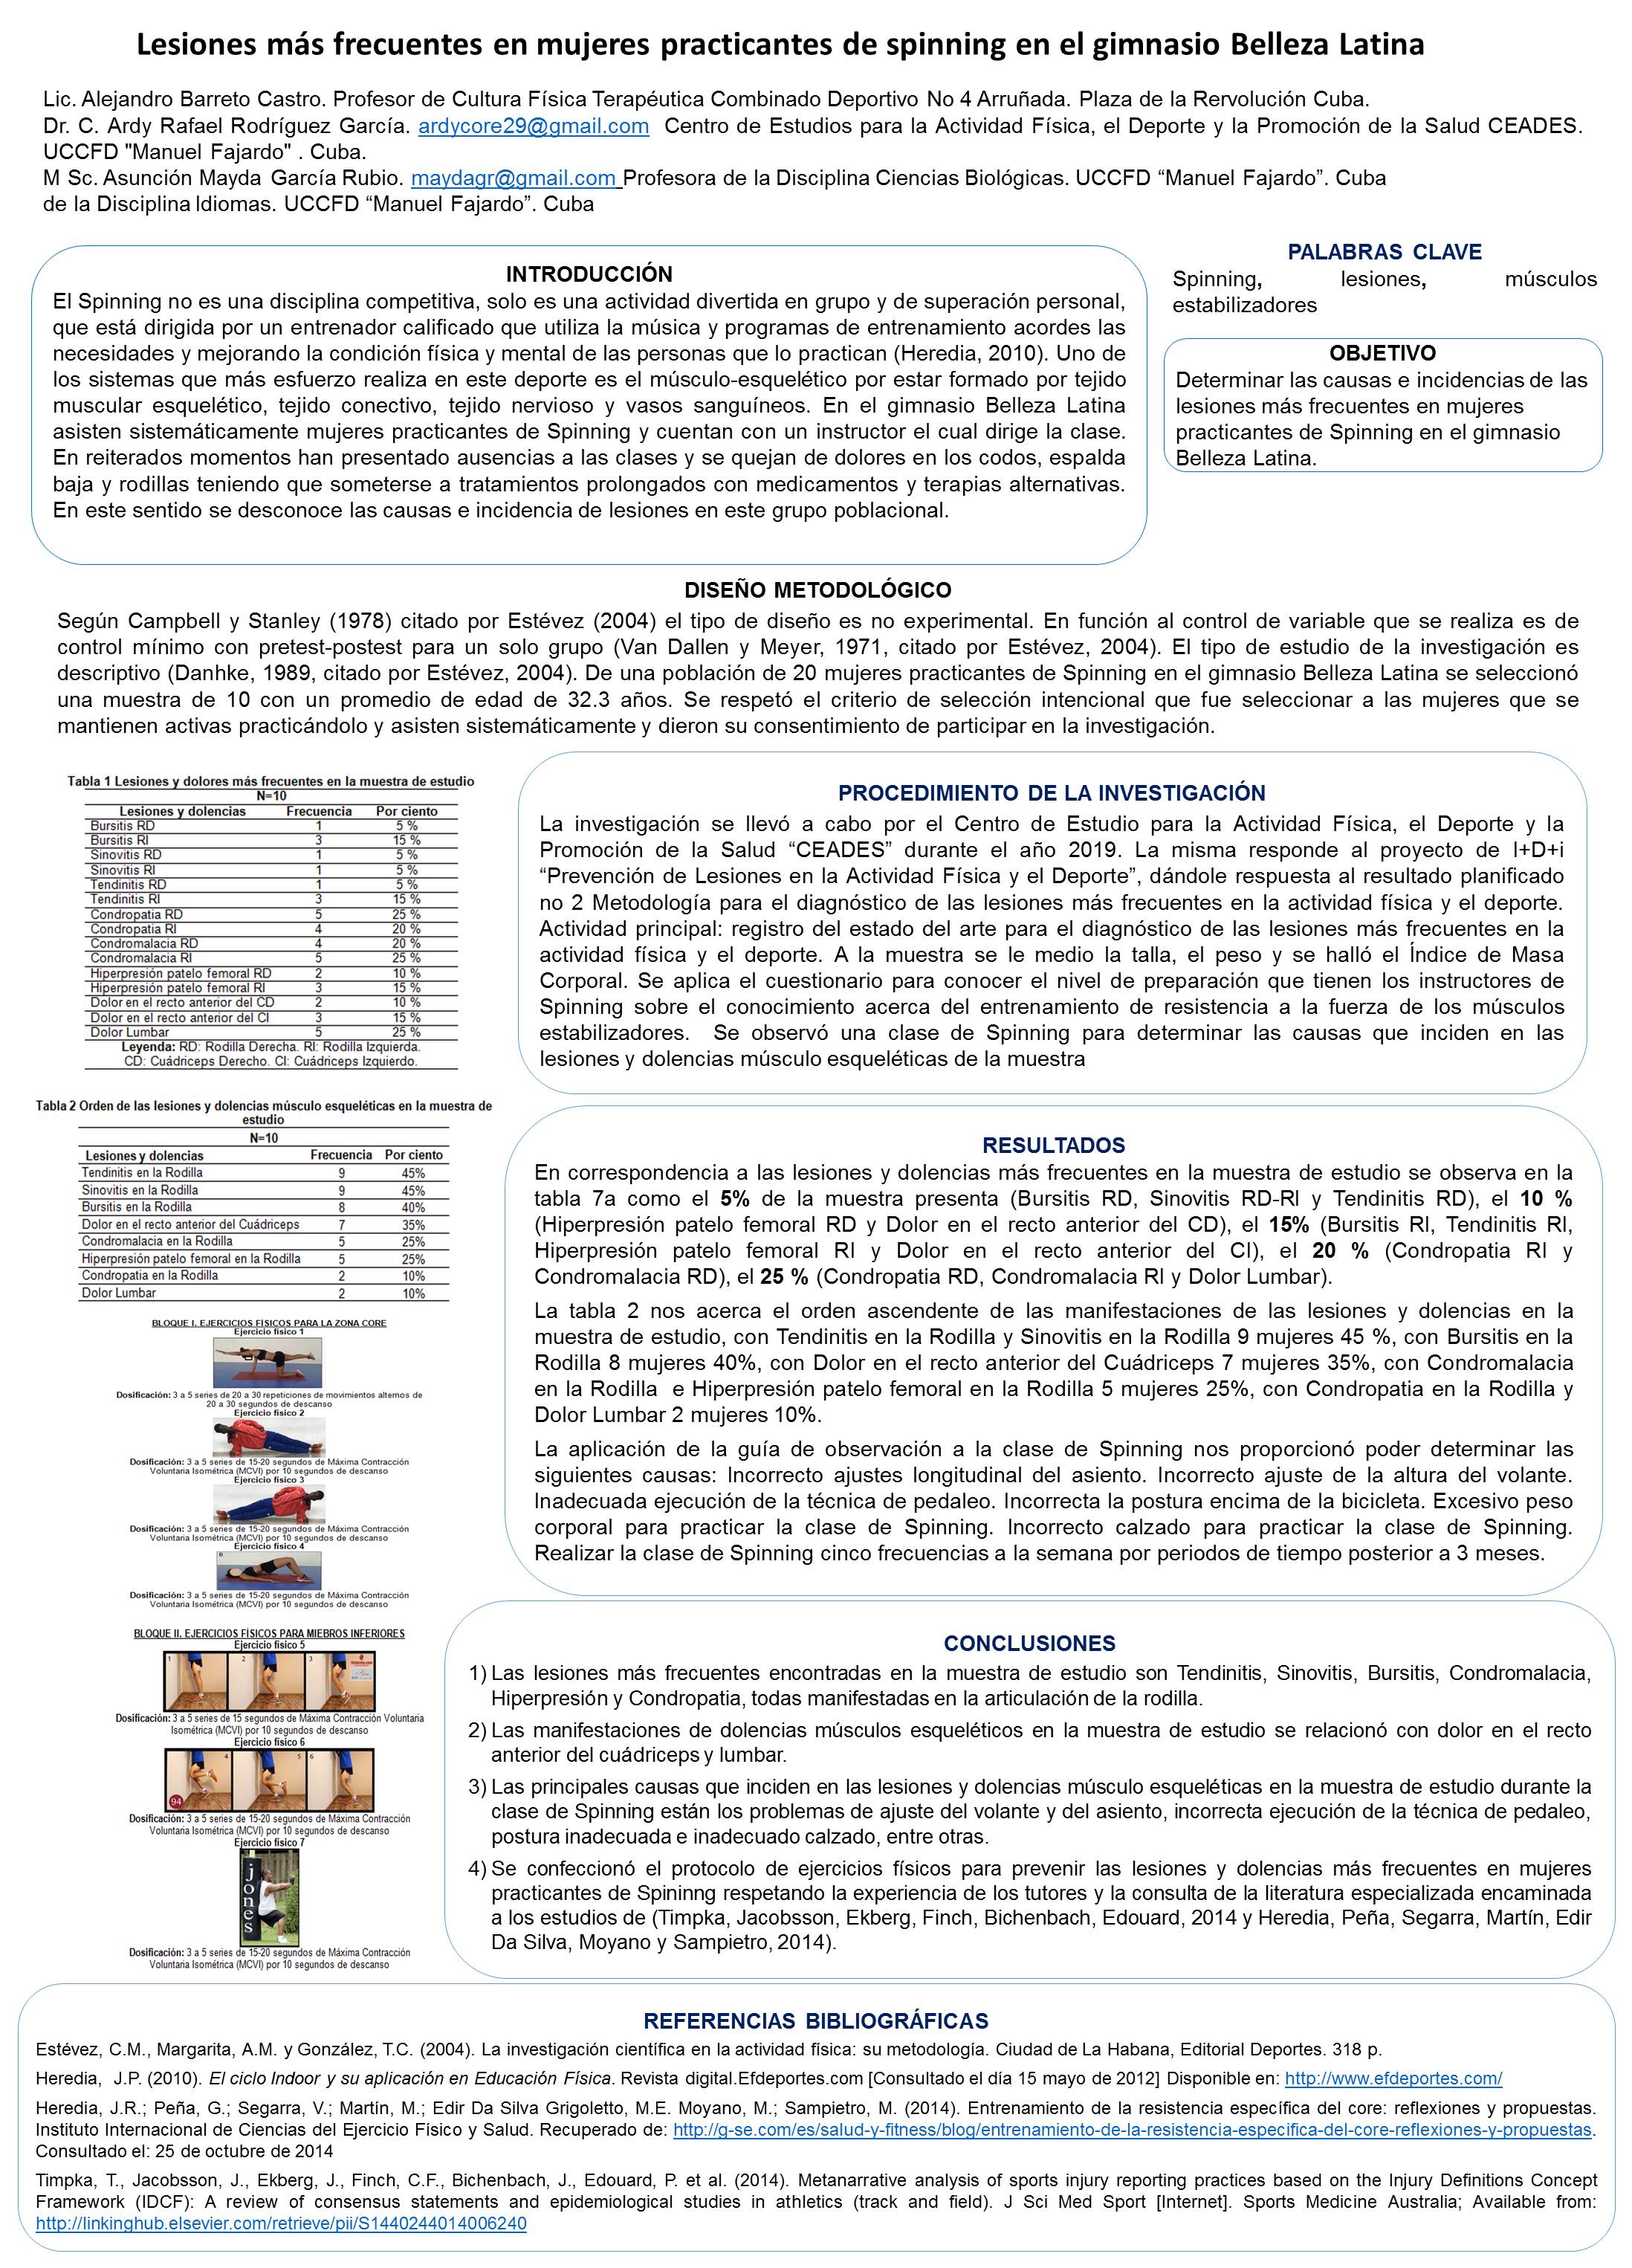 Lesiones más frecuentes en mujeres practicantes de spinning en el gimnasio Belleza Latina
Lic. Alejandro Barreto Castro. Profesor de Cultura Física Terapéutica Combinado Deportivo No 4 Arruñada. Plaza de la Rervolución Cuba.
Dr. C. Ardy Rafael Rodríguez García. ardycore29@gmail.com Centro de Estudios para la Actividad Física, el Deporte y la Promoción de la Salud CEADES.
UCCFD "Manuel Fajardo" . Cuba.
M Sc. Asunción Mayda García Rubio. maydagr@gmail.com Profesora de la Disciplina Ciencias Biológicas. UCCFD “Manuel Fajardo”. Cuba
de la Disciplina Idiomas. UCCFD “Manuel Fajardo”. Cuba
INTRODUCCIÓN
El Spinning no es una disciplina competitiva, solo es una actividad divertida en grupo y de superación personal,
que está dirigida por un entrenador calificado que utiliza la música y programas de entrenamiento acordes las
necesidades y mejorando la condición física y mental de las personas que lo practican (Heredia, 2010). Uno de
los sistemas que más esfuerzo realiza en este deporte es el músculo-esquelético por estar formado por tejido
muscular esquelético, tejido conectivo, tejido nervioso y vasos sanguíneos. En el gimnasio Belleza Latina
asisten sistemáticamente mujeres practicantes de Spinning y cuentan con un instructor el cual dirige la clase.
En reiterados momentos han presentado ausencias a las clases y se quejan de dolores en los codos, espalda
baja y rodillas teniendo que someterse a tratamientos prolongados con medicamentos y terapias alternativas.
En este sentido se desconoce las causas e incidencia de lesiones en este grupo poblacional.
PALABRAS CLAVE
Spinning, lesiones, músculos
estabilizadores
OBJETIVO
Determinar las causas e incidencias de las
lesiones más frecuentes en mujeres
practicantes de Spinning en el gimnasio
Belleza Latina.
DISEÑO METODOLÓGICO
Según Campbell y Stanley (1978) citado por Estévez (2004) el tipo de diseño es no experimental. En función al control de variable que se realiza es de
control mínimo con pretest-postest para un solo grupo (Van Dallen y Meyer, 1971, citado por Estévez, 2004). El tipo de estudio de la investigación es
descriptivo (Danhke, 1989, citado por Estévez, 2004). De una población de 20 mujeres practicantes de Spinning en el gimnasio Belleza Latina se seleccionó
una muestra de 10 con un promedio de edad de 32.3 años. Se respetó el criterio de selección intencional que fue seleccionar a las mujeres que se
mantienen activas practicándolo y asisten sistemáticamente y dieron su consentimiento de participar en la investigación.
Tabla 1 Lesiones y dolores más frecuentes en la muestra de estudio
N=10
Lesiones y dolencias Frecuencia Por ciento
Bursitis RD 1 5 %
Bursitis RI 3 15 %
Sinovitis RD 1 5 %
Sinovitis RI 1 5 %
Tendinitis RD 1 5 %
Tendinitis RI 3 15 %
Condropatia RD 5 25 %
Condropatia RI 4 20 %
Condromalacia RD 4 20 %
Condromalacia RI 5 25 %
Hiperpresión patelo femoral RD 2 10 %
Hiperpresión patelo femoral RI 3 15 %
Dolor en el recto anterior del CD 2 10 %
Dolor en el recto anterior del CI 3 15 %
Dolor Lumbar 5 25 %
Leyenda: RD: Rodilla Derecha. RI: Rodilla Izquierda.
CD: Cuádriceps Derecho. CI: Cuádriceps Izquierdo.
PROCEDIMIENTO DE LA INVESTIGACIÓN
La investigación se llevó a cabo por el Centro de Estudio para la Actividad Física, el Deporte y la
Promoción de la Salud “CEADES” durante el año 2019. La misma responde al proyecto de I+D+i
“Prevención de Lesiones en la Actividad Física y el Deporte”, dándole respuesta al resultado planificado
no 2 Metodología para el diagnóstico de las lesiones más frecuentes en la actividad física y el deporte.
Actividad principal: registro del estado del arte para el diagnóstico de las lesiones más frecuentes en la
actividad física y el deporte. A la muestra se le medio la talla, el peso y se halló el Índice de Masa
Corporal. Se aplica el cuestionario para conocer el nivel de preparación que tienen los instructores de
Spinning sobre el conocimiento acerca del entrenamiento de resistencia a la fuerza de los músculos
estabilizadores. Se observó una clase de Spinning para determinar las causas que inciden en las
lesiones y dolencias músculo esqueléticas de la muestra
Tabla 2 Orden de las lesiones y dolencias músculo esqueléticas en la muestra de
estudio
N=10
Lesiones y dolencias Frecuencia Por ciento
Tendinitis en la Rodilla 9 45%
Sinovitis en la Rodilla 9 45%
Bursitis en la Rodilla 8 40%
Dolor en el recto anterior del Cuádriceps 7 35%
Condromalacia en la Rodilla 5 25%
Hiperpresión patelo femoral en la Rodilla 5 25%
Condropatia en la Rodilla 2 10%
Dolor Lumbar 2 10%
RESULTADOS
En correspondencia a las lesiones y dolencias más frecuentes en la muestra de estudio se observa en la
tabla 7a como el 5% de la muestra presenta (Bursitis RD, Sinovitis RD-RI y Tendinitis RD), el 10 %
(Hiperpresión patelo femoral RD y Dolor en el recto anterior del CD), el 15% (Bursitis RI, Tendinitis RI,
Hiperpresión patelo femoral RI y Dolor en el recto anterior del CI), el 20 % (Condropatia RI y
Condromalacia RD), el 25 % (Condropatia RD, Condromalacia RI y Dolor Lumbar).
La tabla 2 nos acerca el orden ascendente de las manifestaciones de las lesiones y dolencias en la
muestra de estudio, con Tendinitis en la Rodilla y Sinovitis en la Rodilla 9 mujeres 45 %, con Bursitis en la
Rodilla 8 mujeres 40%, con Dolor en el recto anterior del Cuádriceps 7 mujeres 35%, con Condromalacia
en la Rodilla e Hiperpresión patelo femoral en la Rodilla 5 mujeres 25%, con Condropatia en la Rodilla y
Dolor Lumbar 2 mujeres 10%.
La aplicación de la guía de observación a la clase de Spinning nos proporcionó poder determinar las
siguientes causas: Incorrecto ajustes longitudinal del asiento. Incorrecto ajuste de la altura del volante.
Inadecuada ejecución de la técnica de pedaleo. Incorrecta la postura encima de la bicicleta. Excesivo peso
corporal para practicar la clase de Spinning. Incorrecto calzado para practicar la clase de Spinning.
Realizar la clase de Spinning cinco frecuencias a la semana por periodos de tiempo posterior a 3 meses.
BLOQUE I. EJERCICIOS FÍSICOS PARA LA ZONA CORE
Ejercicio físico 1
Dosificación: 3 a 5 series de 20 a 30 repeticiones de movimientos alternos de
20 a 30 segundos de descanso
Ejercicio físico 2
Dosificación: 3 a 5 series de 15-20 segundos de Máxima Contracción
Voluntaria Isométrica (MCVI) por 10 segundos de descanso
Ejercicio físico 3
Dosificación: 3 a 5 series de 15-20 segundos de Máxima Contracción
Voluntaria Isométrica (MCVI) por 10 segundos de descanso
Ejercicio físico 4
Dosificación: 3 a 5 series de 15-20 segundos de Máxima Contracción
Voluntaria Isométrica (MCVI) por 10 segundos de descanso
BLOQUE II. EJERCICIOS FÍSICOS PARA MIEBROS INFERIORES
Ejercicio físico 5
1 2 3
Dosificación: 3 a 5 series de 15 segundos de Máxima Contracción Voluntaria
Isométrica (MCVI) por 10 segundos de descanso
Ejercicio físico 6
4 5 6
94
Dosificación: 3 a 5 series de 15-20 segundos de Máxima Contracción
Voluntaria Isométrica (MCVI) por 10 segundos de descanso
Ejercicio físico 7
jones
Dosificación: 3 a 5 series de 15-20 segundos de Máxima Contracción
Voluntaria Isométrica (MCVI) por 10 segundos de descanso
CONCLUSIONES
1) Las lesiones más frecuentes encontradas en la muestra de estudio son Tendinitis, Sinovitis, Bursitis, Condromalacia,
Hiperpresión y Condropatia, todas manifestadas en la articulación de la rodilla.
2) Las manifestaciones de dolencias músculos esqueléticos en la muestra de estudio se relacionó con dolor en el recto
anterior del cuádriceps y lumbar.
3) Las principales causas que inciden en las lesiones y dolencias músculo esqueléticas en la muestra de estudio durante la
clase de Spinning están los problemas de ajuste del volante y del asiento, incorrecta ejecución de la técnica de pedaleo,
postura inadecuada e inadecuado calzado, entre otras.
4) Se confeccionó el protocolo de ejercicios físicos para prevenir las lesiones y dolencias más frecuentes en mujeres
practicantes de Spininng respetando la experiencia de los tutores y la consulta de la literatura especializada encaminada
a los estudios de (Timpka, Jacobsson, Ekberg, Finch, Bichenbach, Edouard, 2014 y Heredia, Peña, Segarra, Martín, Edir
Da Silva, Moyano y Sampietro, 2014).
REFERENCIAS BIBLIOGRÁFICAS
Estévez, C.M., Margarita, A.M. y González, T.C. (2004). La investigación científica en la actividad física: su metodología. Ciudad de La Habana, Editorial Deportes. 318 p.
Heredia, J.P. (2010). El ciclo Indoor y su aplicación en Educación Física. Revista digital.Efdeportes.com [Consultado el día 15 mayo de 2012] Disponible en: http://www.efdeportes.com/
Heredia, J.R.; Peña, G.; Segarra, V.; Martín, M.; Edir Da Silva Grigoletto, M.E. Moyano, M.; Sampietro, M. (2014). Entrenamiento de la resistencia específica del core: reflexiones y propuestas.
Instituto Internacional de Ciencias del Ejercicio Físico y Salud. Recuperado de: http://g-se.com/es/salud-y-fitness/blog/entrenamiento-de-la-resistencia-especifica-del-core-reflexiones-y-propuestas.
Consultado el: 25 de octubre de 2014
Timpka, T., Jacobsson, J., Ekberg, J., Finch, C.F., Bichenbach, J., Edouard, P. et al. (2014). Metanarrative analysis of sports injury reporting practices based on the Injury Definitions Concept
Framework (IDCF): A review of consensus statements and epidemiological studies in athletics (track and field). J Sci Med Sport [Internet]. Sports Medicine Australia; Available from:
http://linkinghub.elsevier.com/retrieve/pii/S1440244014006240